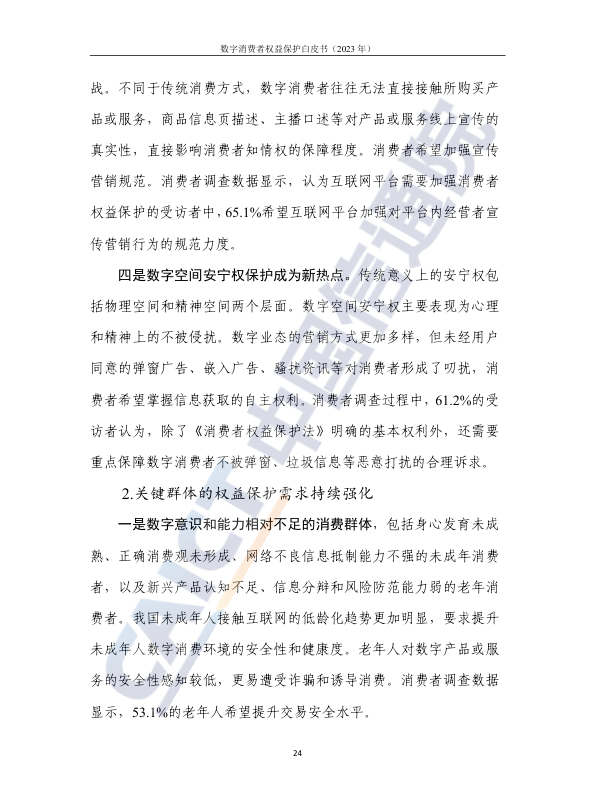 数字消费者权益保护白皮书（2023 年）
战。不同于传统消费方式，数字消费者往往无法直接接触所购买产
品或服务，商品信息页描述、主播口述等对产品或服务线上宣传的
真实性，直接影响消费者知情权的保障程度。消费者希望加强宣传
营销规范。消费者调查数据显示，认为互联网平台需要加强消费者
权益保护的受访者中，65.1%希望互联网平台加强对平台内经营者宣
传营销行为的规范力度。
四是数字空间安宁权保护成为新热点。传统意义上的安宁权包
括物理空间和精神空间两个层面。数字空间安宁权主要表现为心理
和精神上的不被侵扰。数字业态的营销方式更加多样，但未经用户
同意的弹窗广告、嵌入广告、骚扰资讯等对消费者形成了叨扰，消
费者希望掌握信息获取的自主权利。消费者调查过程中，61.2%的受
访者认为，除了《消费者权益保护法》明确的基本权利外，还需要
重点保障数字消费者不被弹窗、垃圾信息等恶意打扰的合理诉求。
2.关键群体的权益保护需求持续强化
一是数字意识和能力相对不足的消费群体，包括身心发育未成
熟、正确消费观未形成、网络不良信息抵制能力不强的未成年消费
者，以及新兴产品认知不足、信息分辩和风险防范能力弱的老年消
费者。我国未成年人接触互联网的低龄化趋势更加明显，要求提升
未成年人数字消费环境的安全性和健康度。老年人对数字产品或服
务的安全性感知较低，更易遭受诈骗和诱导消费。消费者调查数据
显示，53.1%的老年人希望提升交易安全水平。
24
CAICT 中国信通院